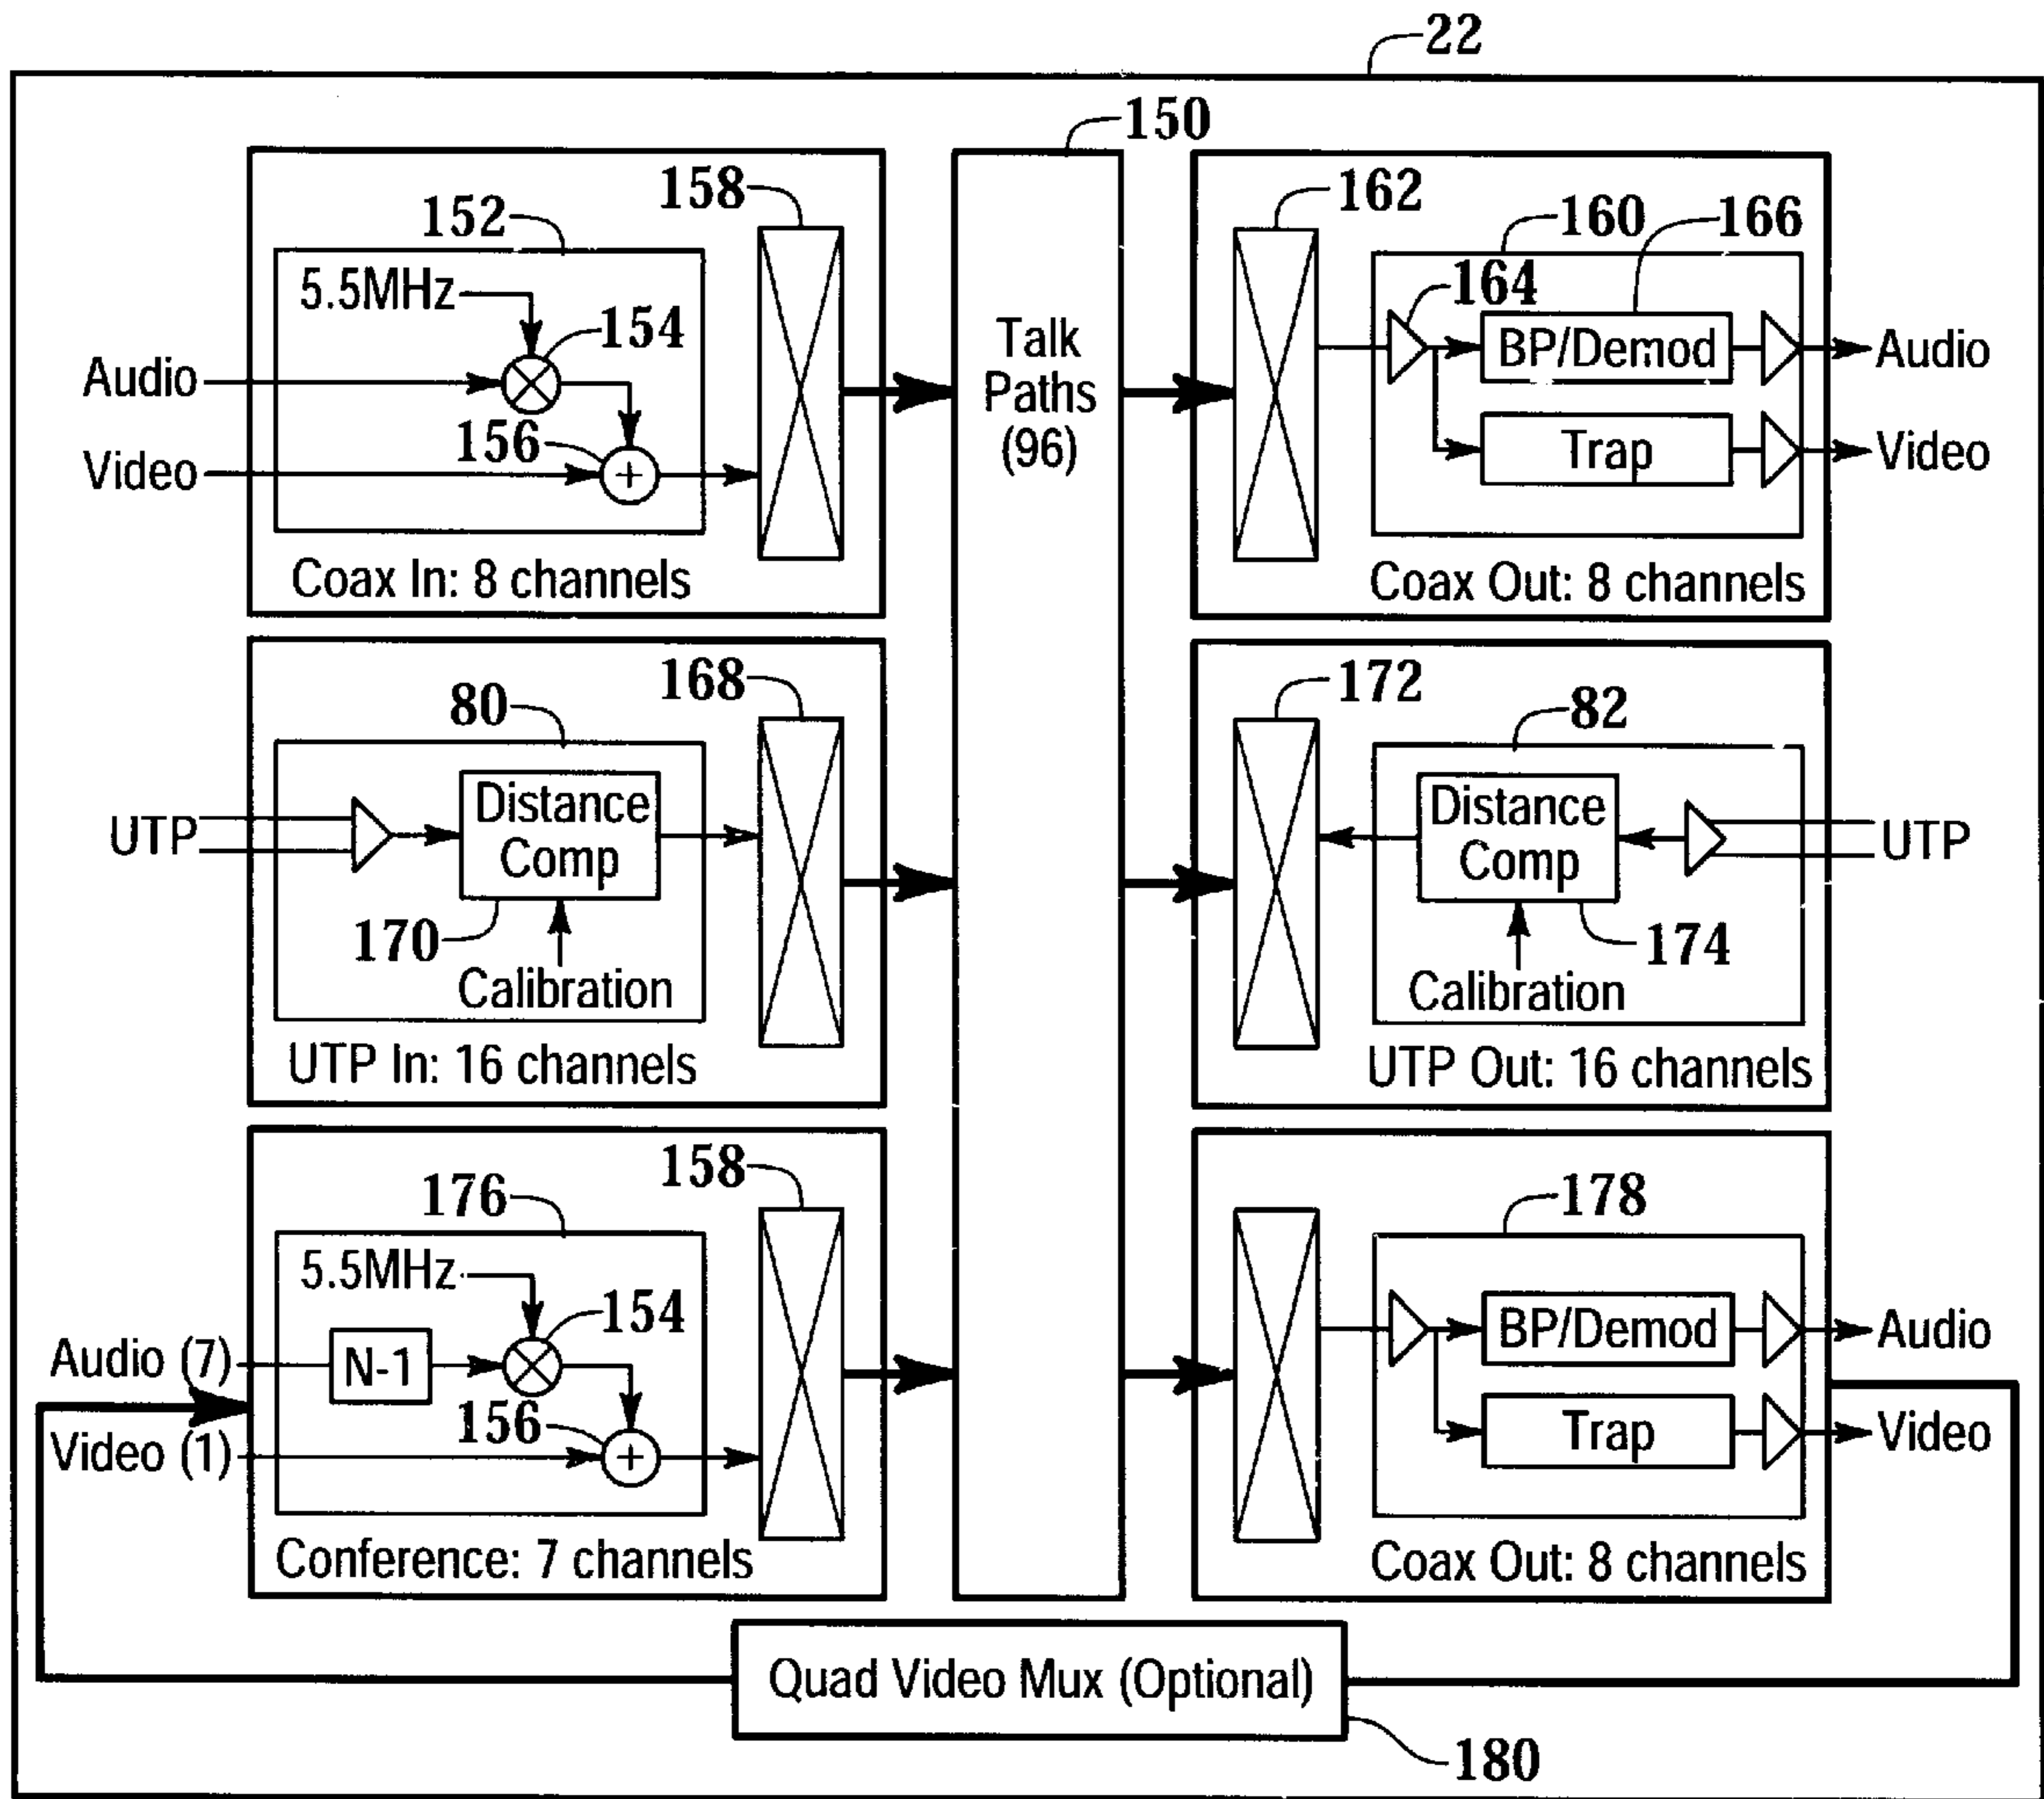 22
150
158
152
5.5MHz
154
Audio
156
Video
Coax In: 8 channels
Talk
Paths
(96)
162
160
166
164
BP/Demod
Audio
Trap
Video
Coax Out: 8 channels
168
80
Distance
Comp
UTP
170
Calibration
UTP In: 16 channels
172
82
Distance
Comp
UTP
174
Calibration
UTP Out: 16 channels
158
176
5.5MHz
154
Audio (7)
N-1
156
Video (1)
Conference: 7 channels
178
BP/Demod
Audio
Trap
Video
Coax Out: 8 channels
Quad Video Mux (Optional)
180